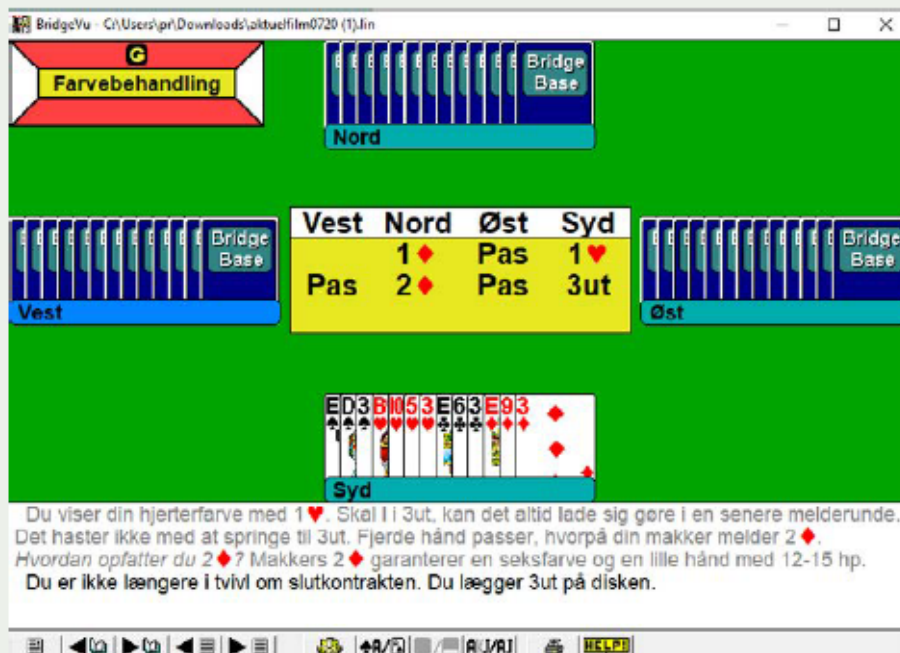 BridgeVu - C:\Users\pr\Downloads\aktuelfilm0720 (1).lin
G
Farvebehandling
Bridge
Base
Nord
Vest Nord Øst Syd
1♦ Pas 1♥
Pas 2♦ Pas 3ut
Bridge
Base
Vest
Bridge
Base
Øst
E D 3 B 10 5 3 E 6 3 E 9 3
♠ ♠ ♠ ♥ ♥ ♥ ♥ ♣ ♣ ♣ ♦ ♦ ♦
Syd
Du viser din hjerterfarve med 1♥. Skal I i 3ut, kan det altid lade sig gøre i en senere melderunde.
Det haster ikke med at springe til 3ut. Fjerde hånd passer, hvorpå din makker melder 2♦.
Hvordan opfatter du 2♦? Makkers 2♦ garanterer en seksfarve og en lille hånd med 12-15 hp.
Du er ikke længere i tvivl om slutkontrakten. Du lægger 3ut på disken.
HELP!